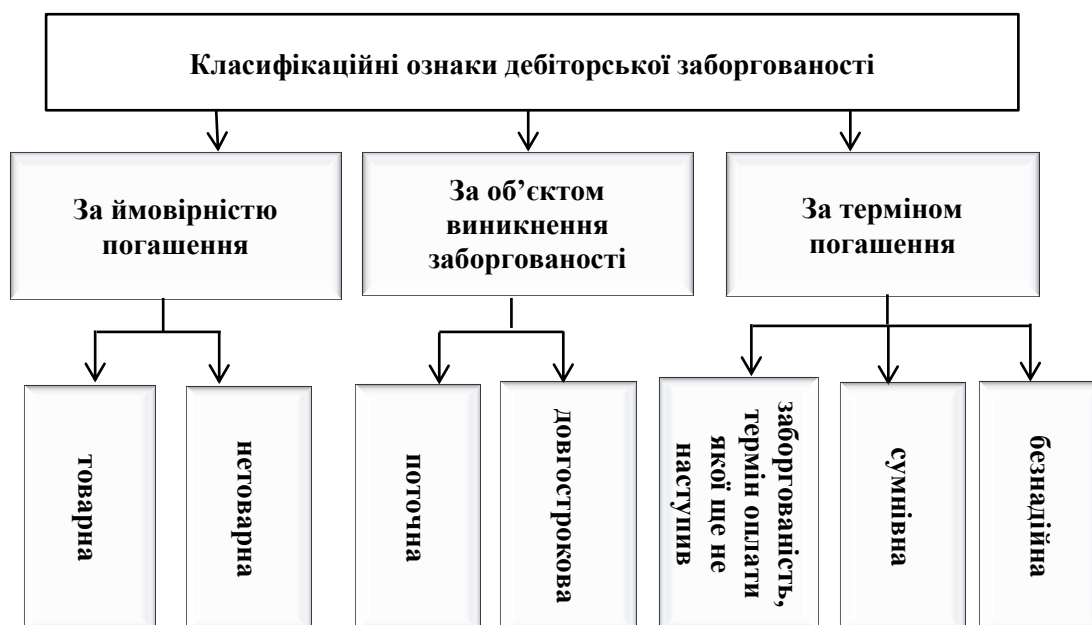 Класифікаційні ознаки дебіторської заборгованості
За ймовірністю
погашення
За об’єктом
виникнення
заборгованості
За терміном
погашення
товарна
нетоварна
поточна
довгострокова
заборгованість,
термін оплати
якої ще не
наступив
сумнівна
безнадійна